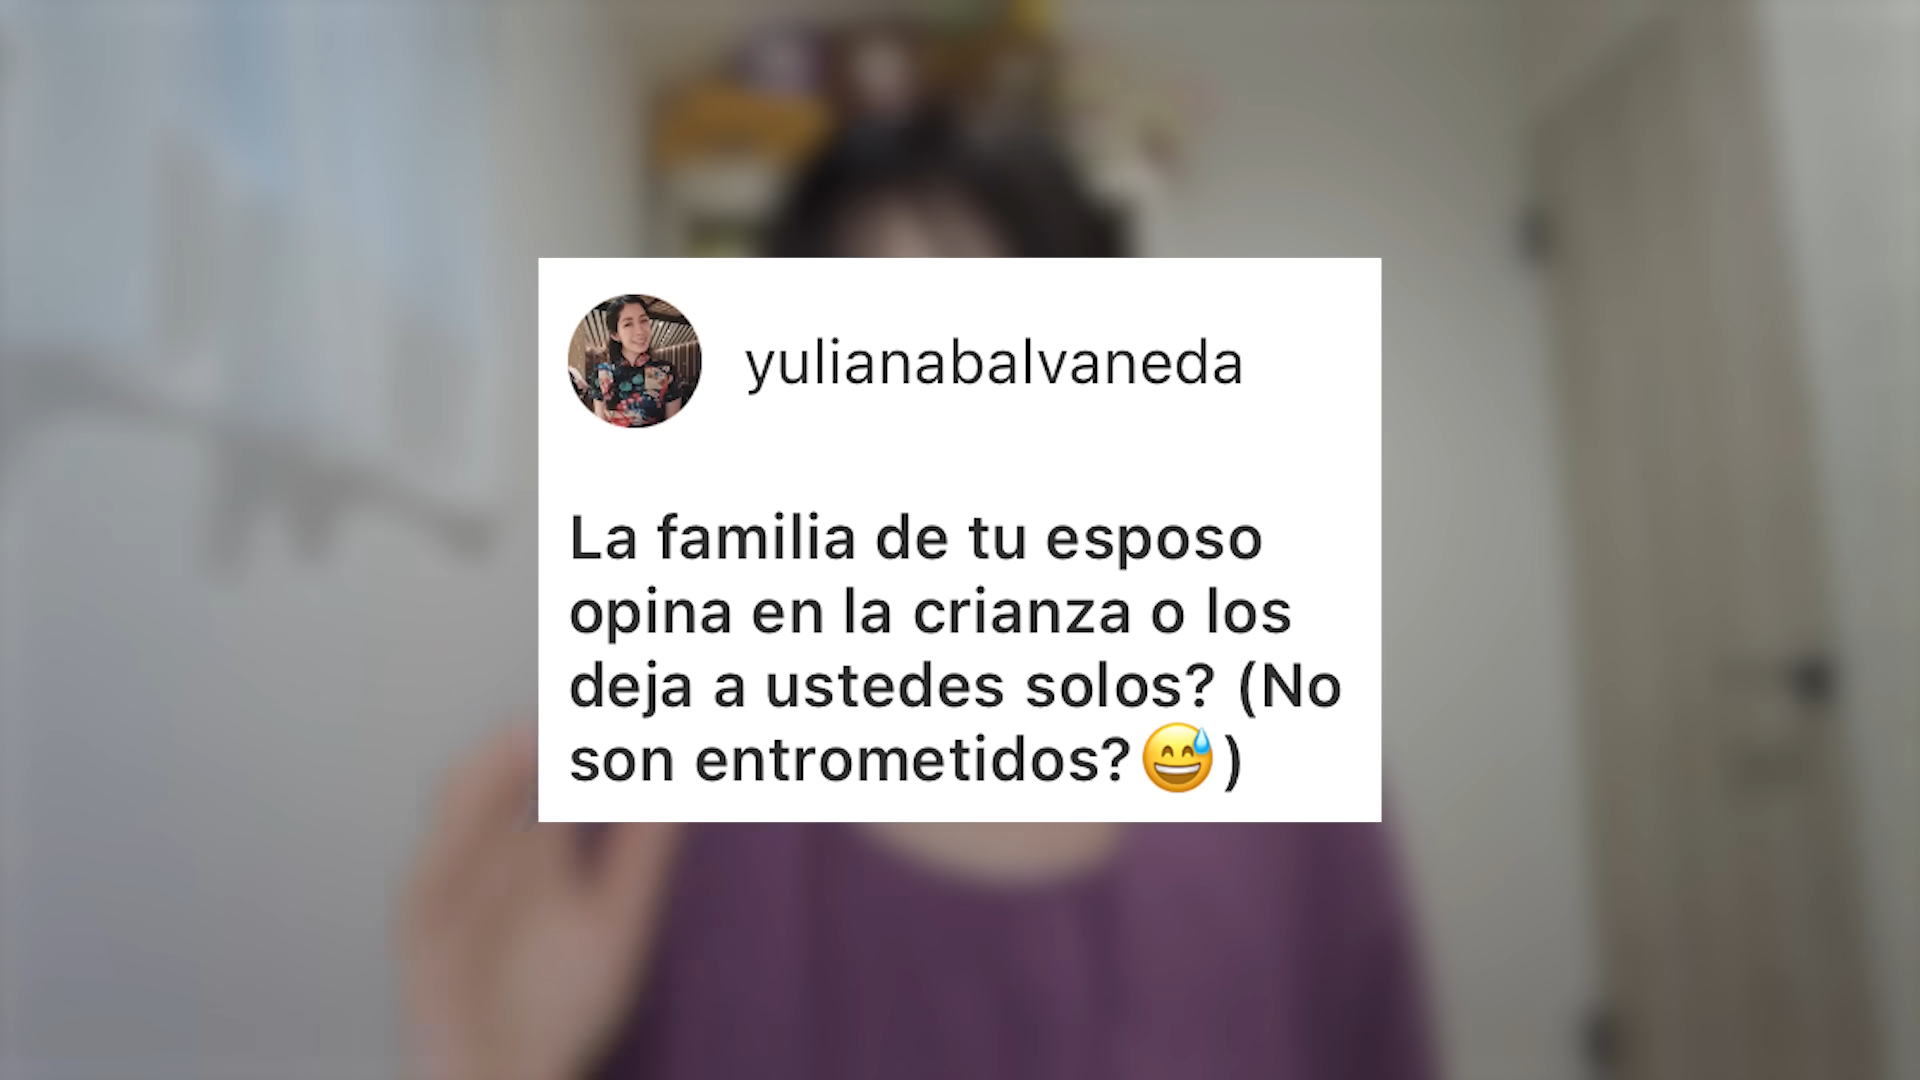 yulianabalvaneda
La familia de tu esposo
opina en la crianza o los
deja a ustedes solos? (No
son entrometidos?😅)